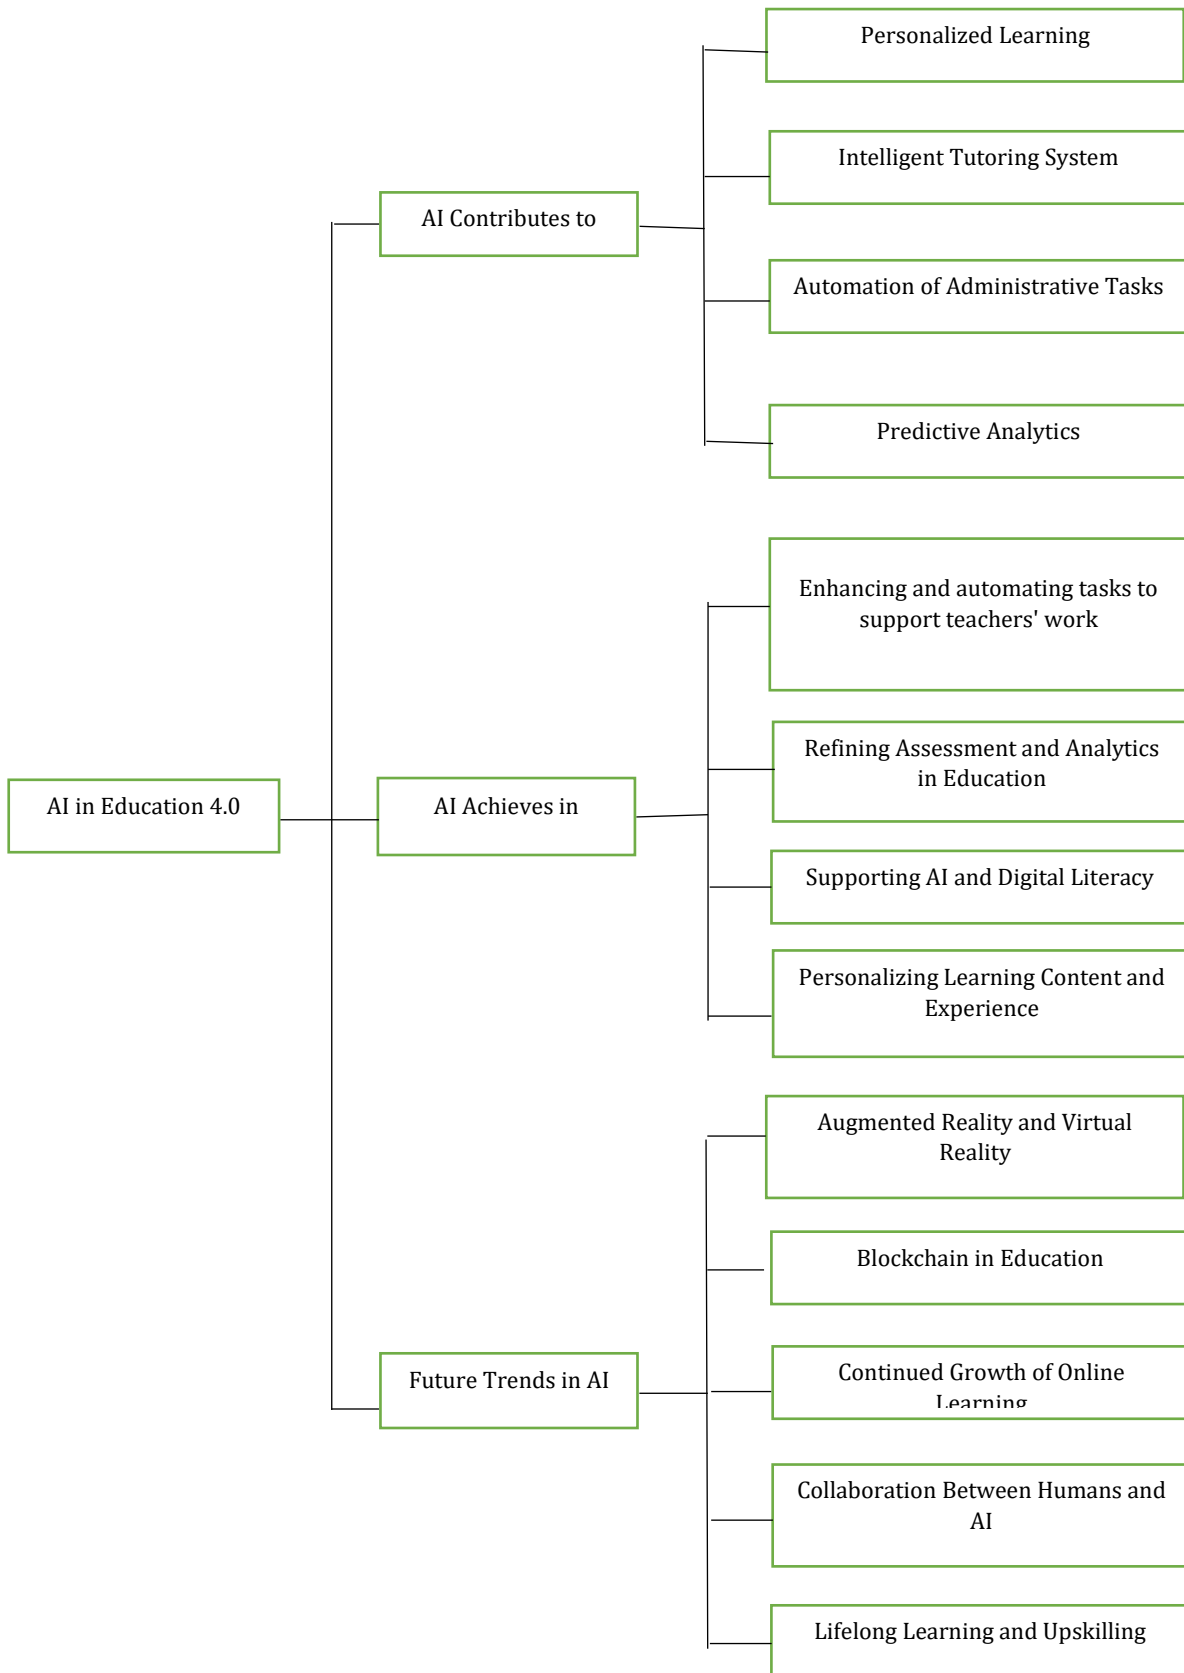 Personalized Learning
Intelligent Tutoring System
AI Contributes to
Automation of Administrative Tasks
Predictive Analytics
Enhancing and automating tasks to
support teachers' work
Refining Assessment and Analytics
in Education
AI in Education 4.0
AI Achieves in
Supporting AI and Digital Literacy
Personalizing Learning Content and
Experience
Augmented Reality and Virtual
Reality
Blockchain in Education
Future Trends in AI
Continued Growth of Online
Learning
Collaboration Between Humans and
AI
Lifelong Learning and Upskilling